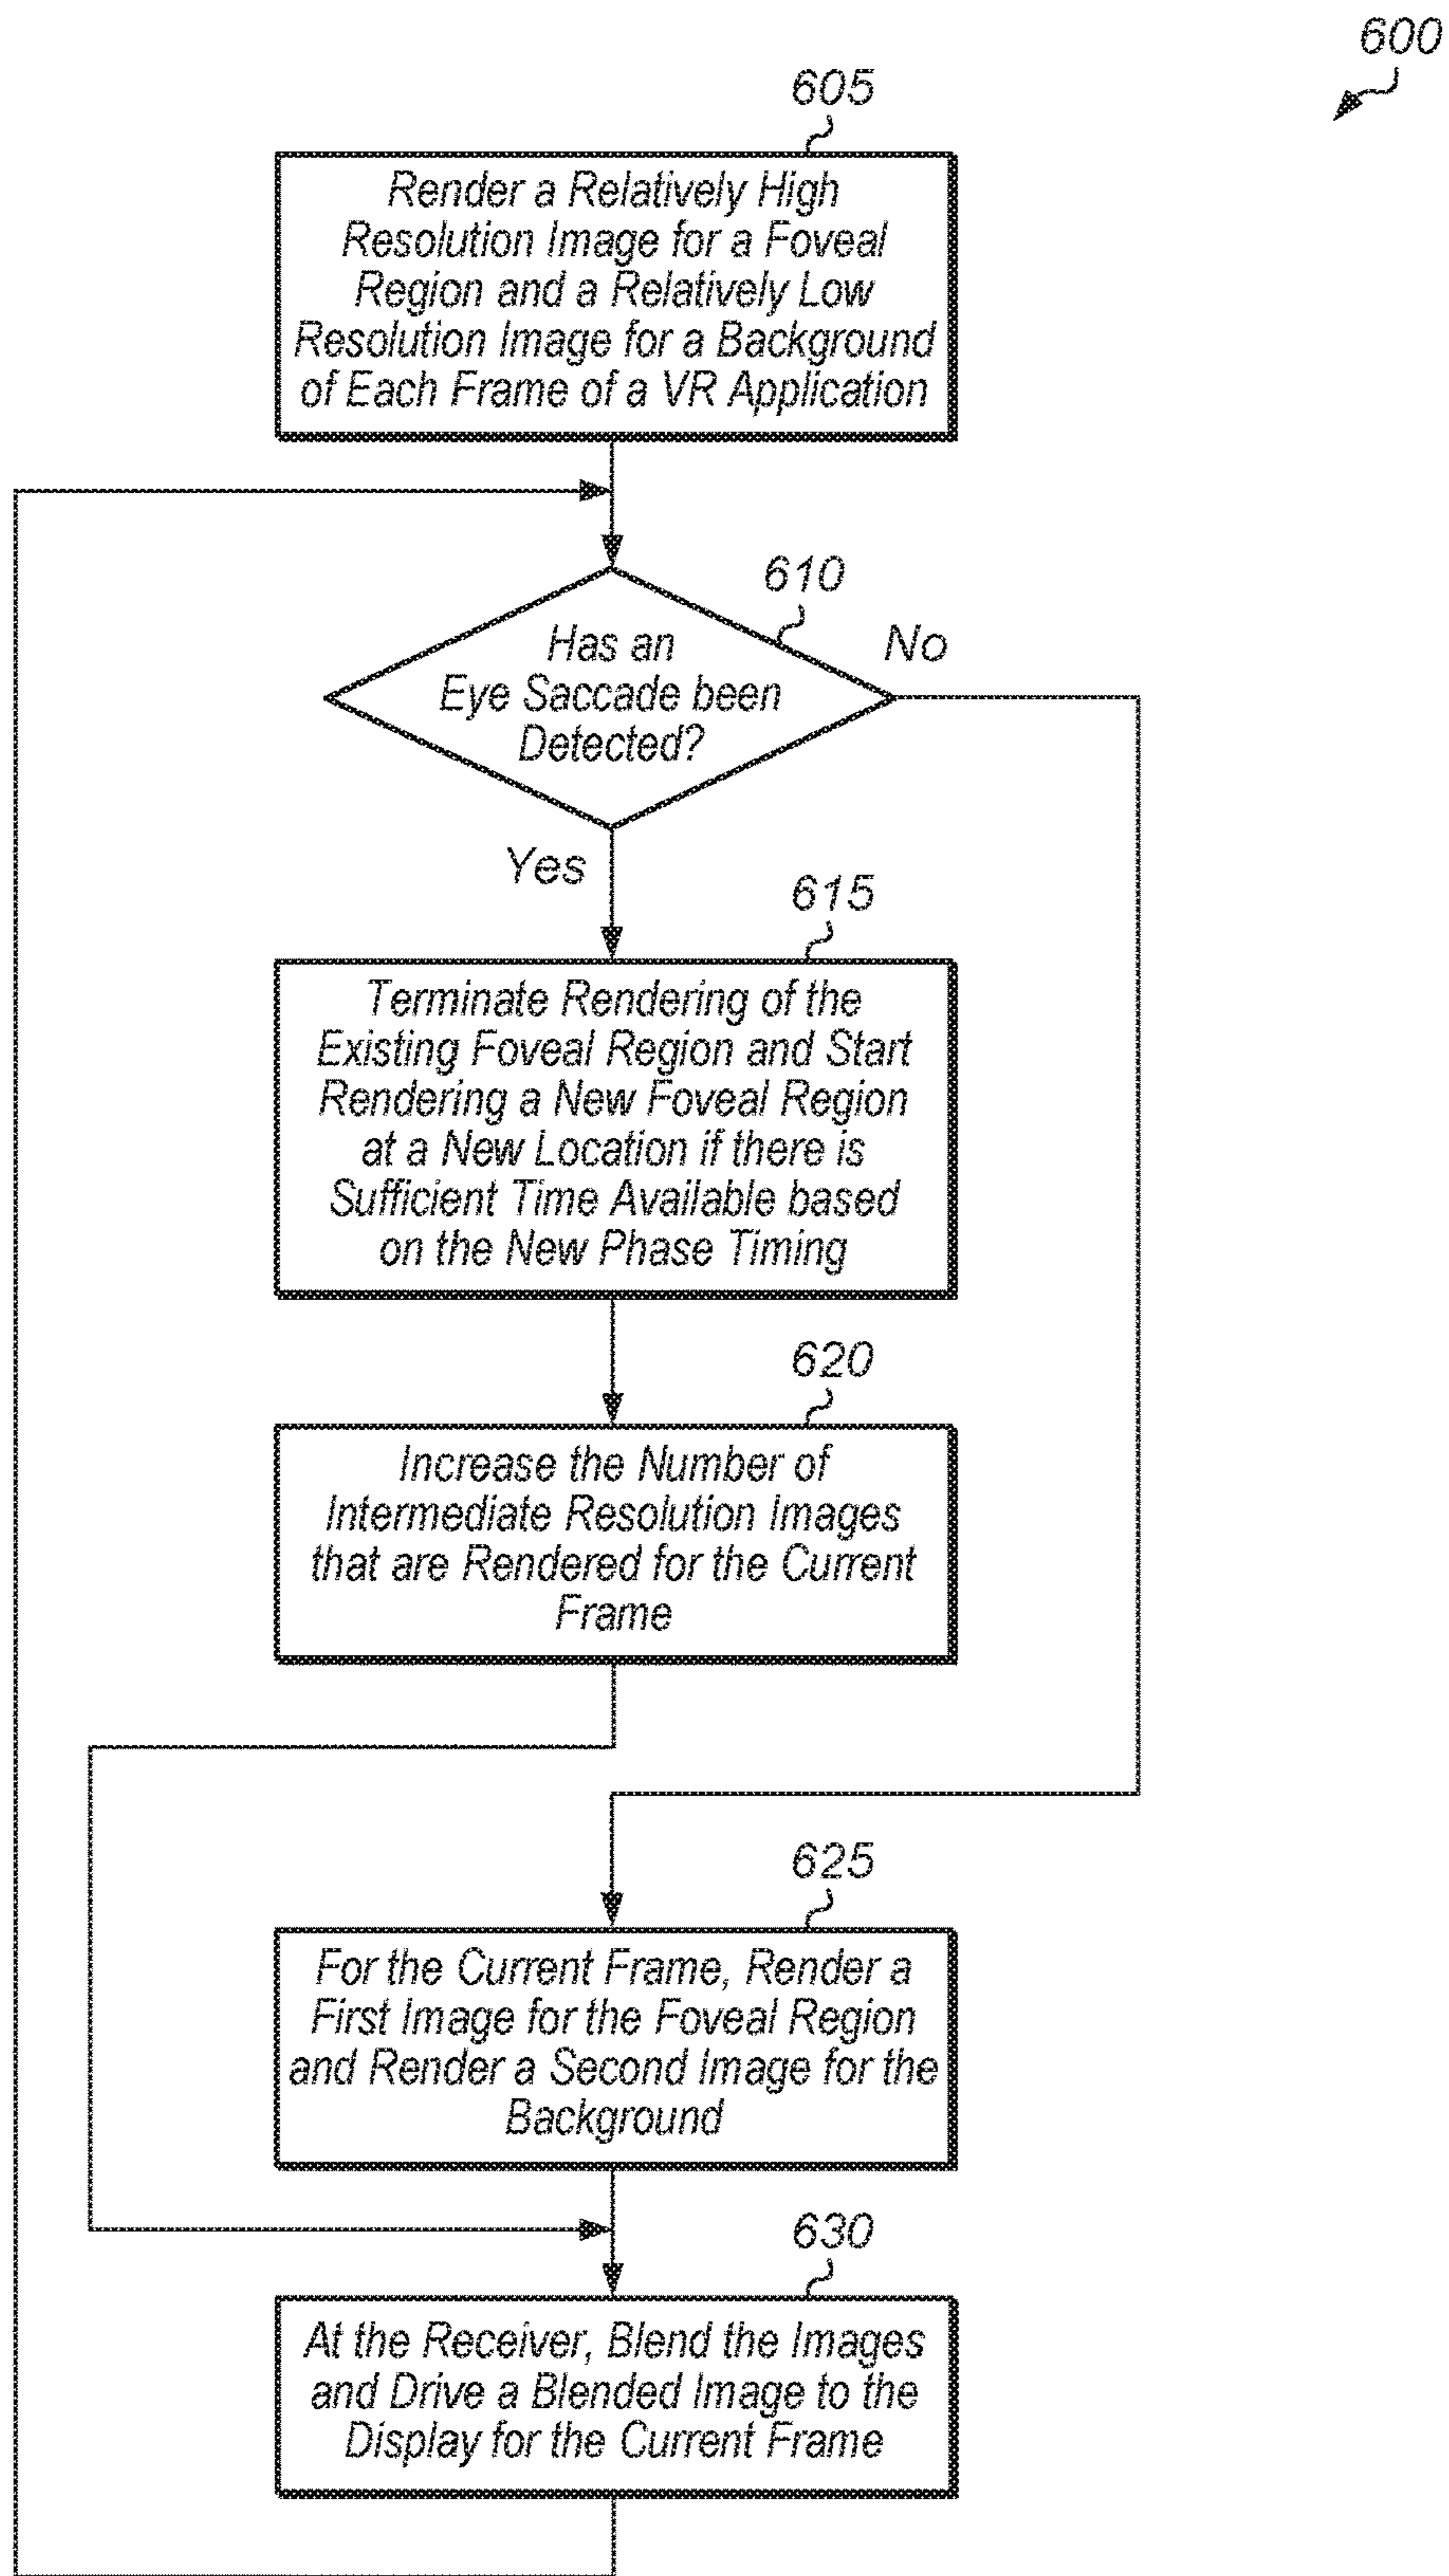 600
605
Render a Relatively High
Resolution Image for a Foveal
Region and a Relatively Low
Resolution Image for a Background
of Each Frame of a VR Application
610
No
Has an
Eye Saccade been
Detected?
Yes
615
Terminate Rendering of the
Existing Foveal Region and Start
Rendering a New Foveal Region
at a New Location if there is
Sufficient Time Available based
on the New Phase Timing
620
Increase the Number of
Intermediate Resolution Images
that are Rendered for the Current
Frame
625
For the Current Frame, Render a
First Image for the Foveal Region
and Render a Second Image for the
Background
630
At the Receiver, Blend the Images
and Drive a Blended Image to the
Display for the Current Frame